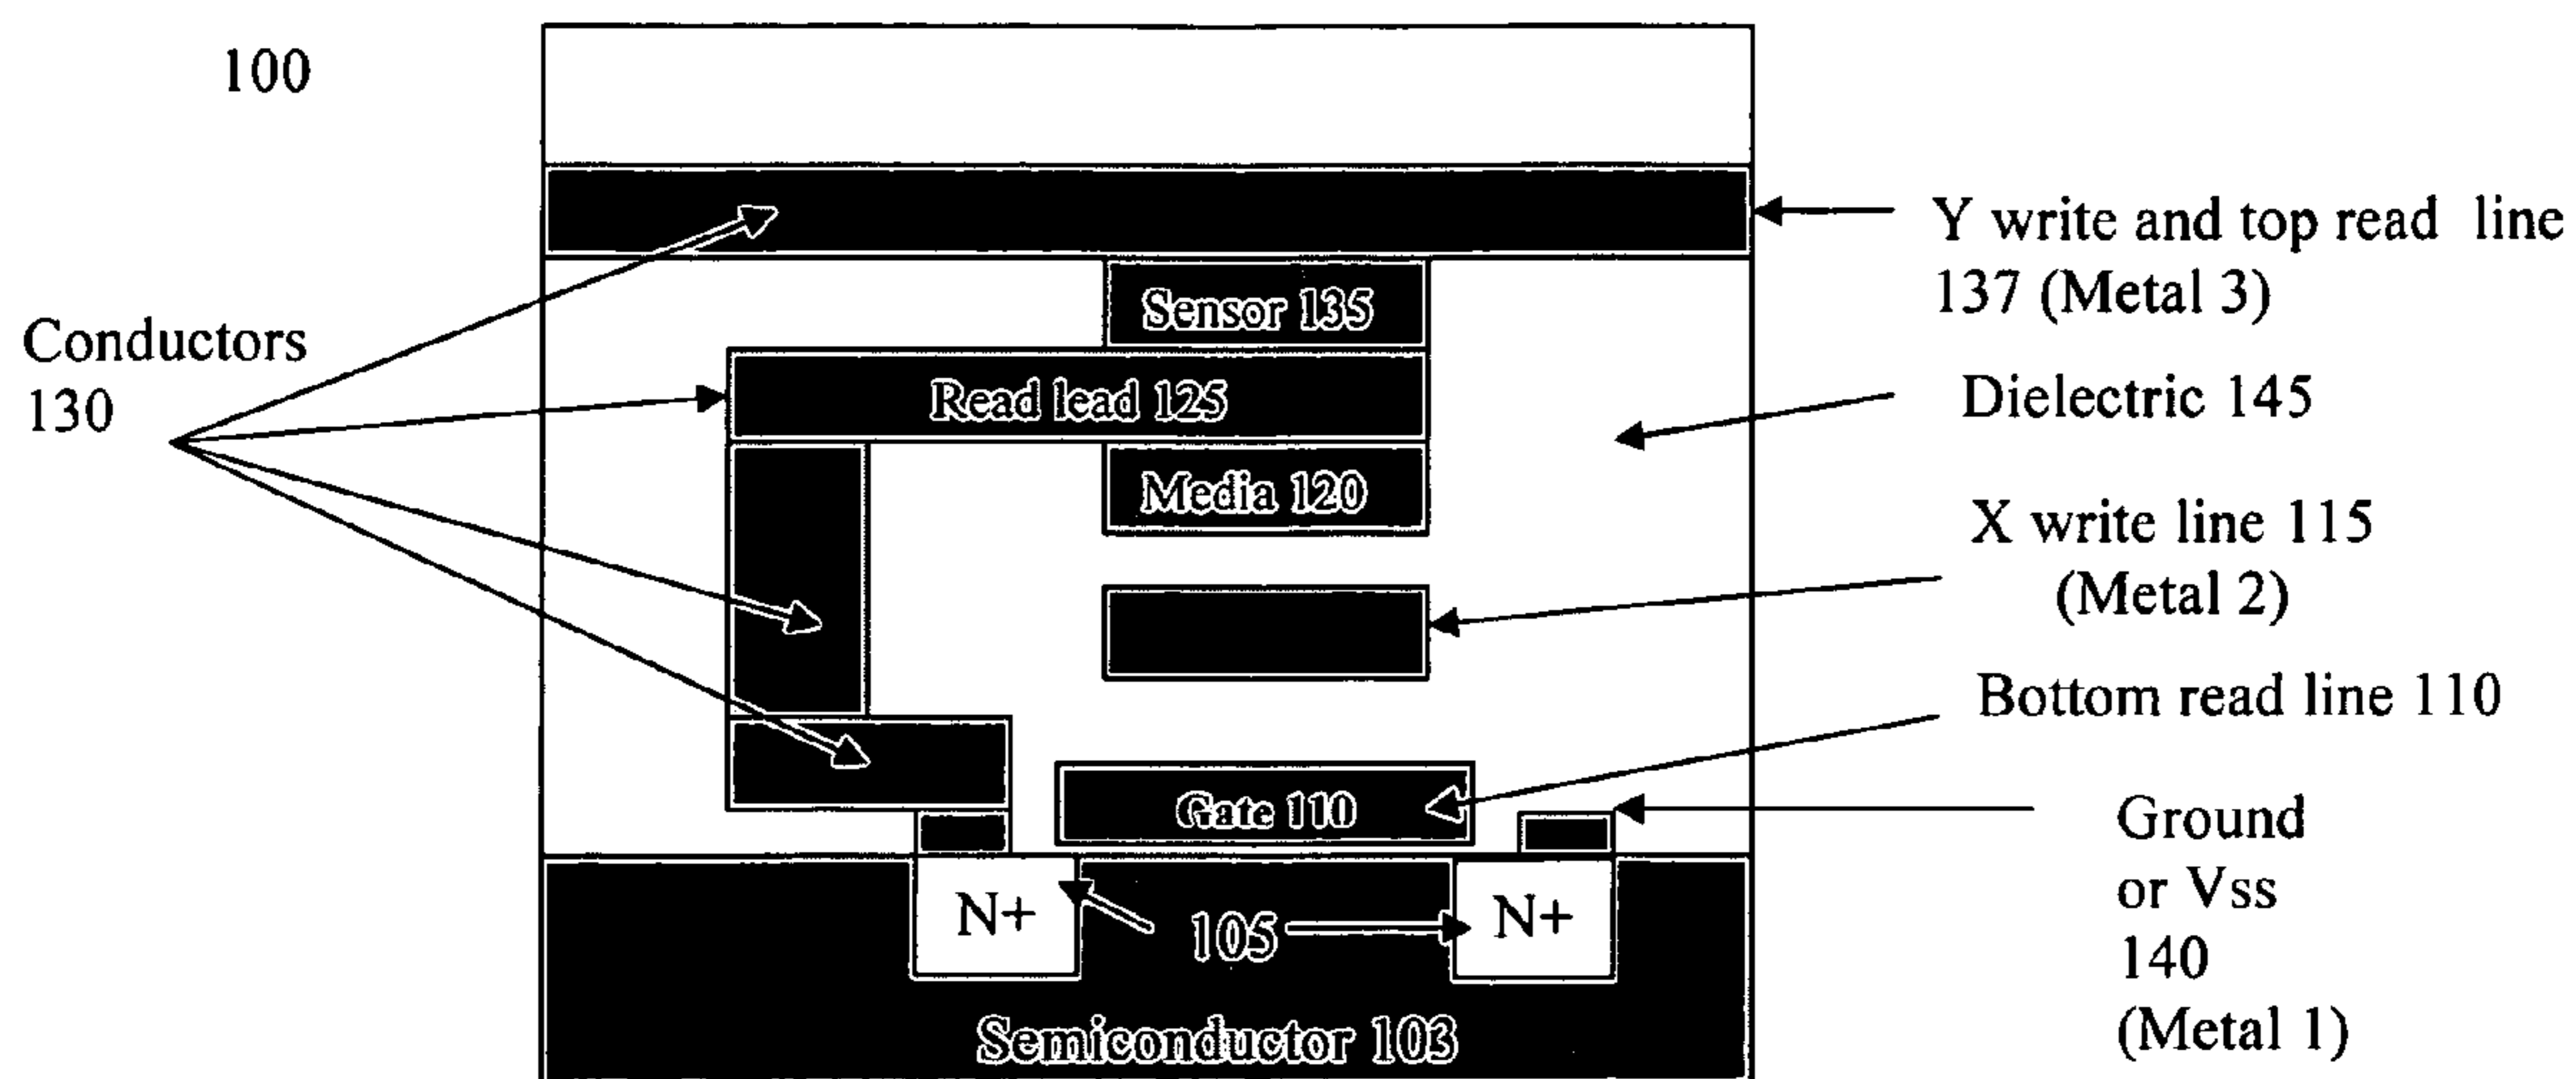 100
Y write and top read line
137 (Metal 3)
Sensor 135
Conductors
130
Read lead 125
Dielectric 145
Media 120
X write line 115
(Metal 2)
Bottom read line 110
Gate 110
Ground
or Vss
140
(Metal 1)
N+
105
N+
Semiconductor 103